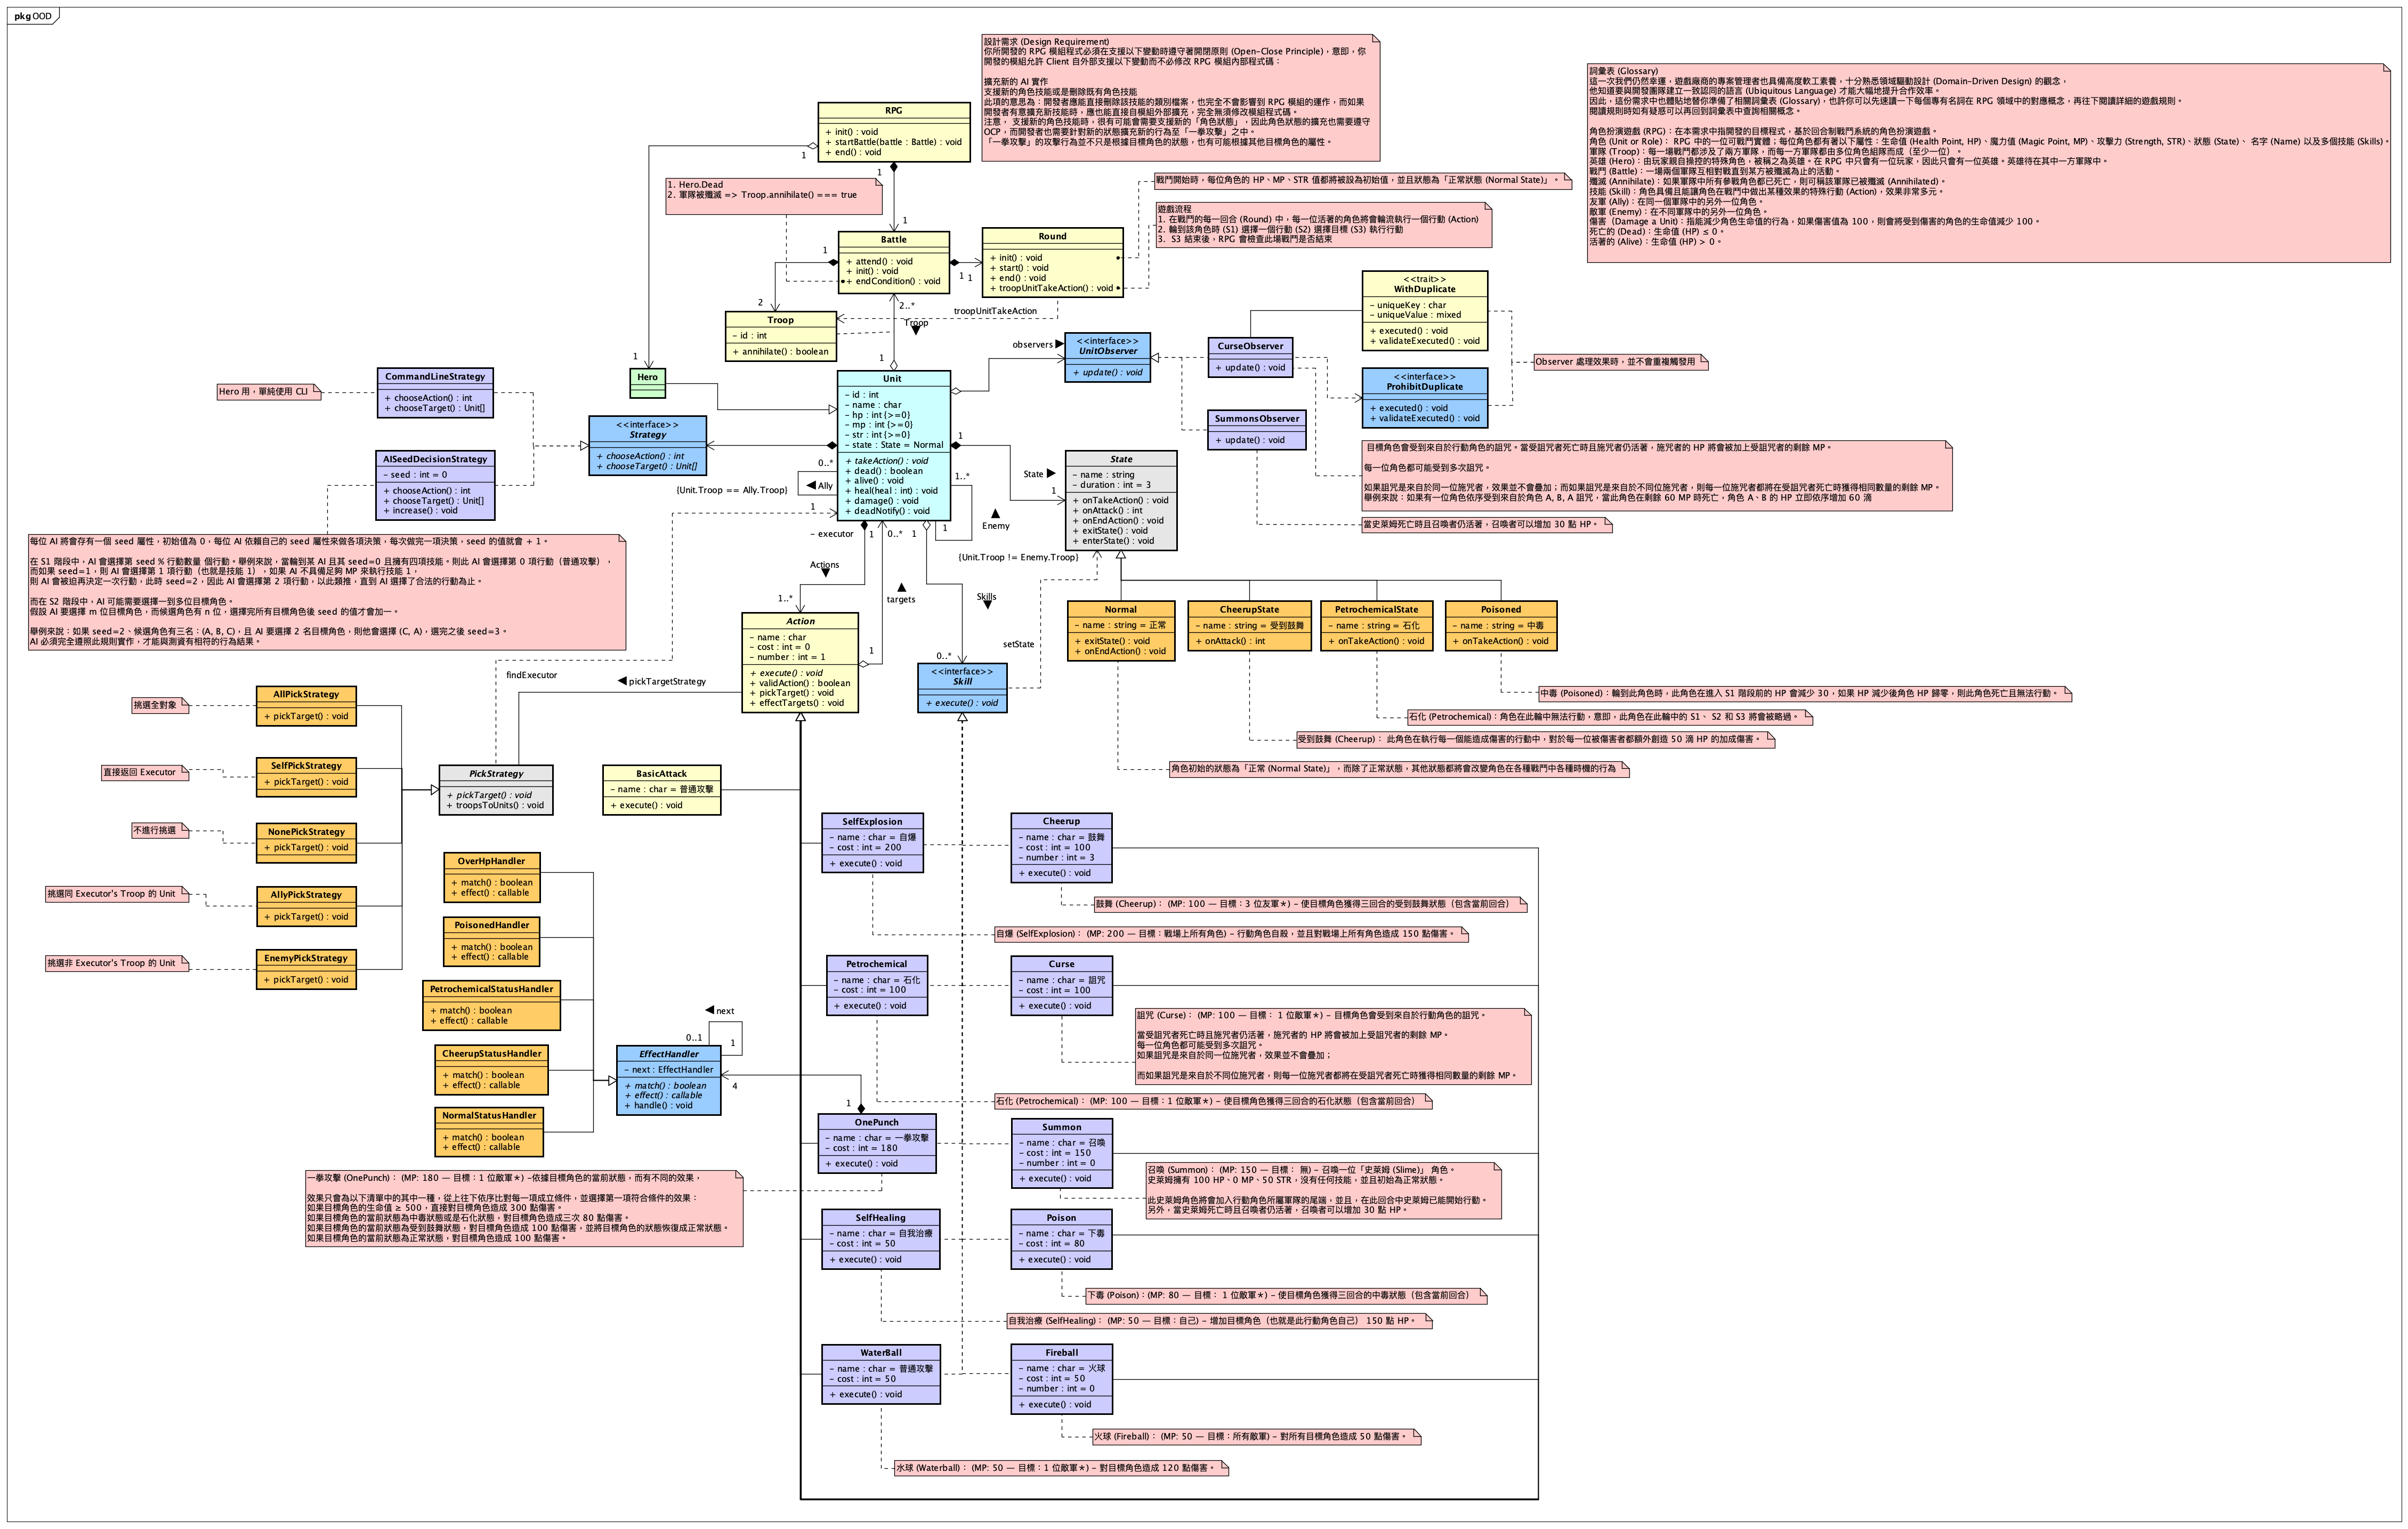 pkg OOD
設計需求 (Design Requirement)
你所開發的 RPG 模組程式必須在支援以下變動時遵守著開閉原則 (Open-Close Principle)，意即，你
開發的模組允許 Client 自外部支援以下變動而不必修改 RPG 模組內部程式碼：
擴充新的 AI 實作
支援新的角色技能或是刪除既有角色技能
此項的意思為：開發者應能直接刪除該技能的類別檔案，也完全不會影響到 RPG 模組的運作，而如果
開發者有意擴充新技能時，應也能直接自模組外部擴充，完全無須修改模組程式碼。
注意， 支援新的角色技能時，很有可能會需要支援新的「角色狀態」，因此角色狀態的擴充也需要遵守
OCP，而開發者也需要針對新的狀態擴充新的行為至「一拳攻擊」之中。
「一拳攻擊」的攻擊行為並不只是根據目標角色的狀態，也有可能根據其他目標角色的屬性。
詞彙表 (Glossary)
這一次我們仍然幸運，遊戲廠商的專案管理者也具備高度軟工素養，十分熟悉領域驅動設計 (Domain-Driven Design) 的觀念，
他知道要與開發團隊建立一致認同的語言 (Ubiquitous Language) 才能大幅地提升合作效率。
因此，這份需求中也體貼地替你準備了相關詞彙表 (Glossary)，也許你可以先速讀一下每個專有名詞在 RPG 領域中的對應概念，再往下閱讀詳細的遊戲規則。
閱讀規則時如有疑惑可以再回到詞彙表中查詢相關概念。
角色扮演遊戲 (RPG)：在本需求中指開發的目標程式，基於回合制戰鬥系統的角色扮演遊戲。
角色 (Unit or Role)： RPG 中的一位可戰鬥實體；每位角色都有著以下屬性：生命值 (Health Point, HP)、魔力值 (Magic Point, MP)、攻擊力 (Strength, STR)、狀態 (State)、 名字 (Name) 以及多個技能 (Skills)。
軍隊 (Troop)：每一場戰鬥都涉及了兩方軍隊，而每一方軍隊都由多位角色組隊而成（至少一位）。
英雄 (Hero)：由玩家親自操控的特殊角色，被稱之為英雄。在 RPG 中只會有一位玩家，因此只會有一位英雄。英雄待在其中一方軍隊中。
戰鬥 (Battle)：一場兩個軍隊互相對戰直到某方被殲滅為止的活動。
殲滅 (Annihilate)：如果軍隊中所有參戰角色都已死亡，則可稱該軍隊已被殲滅 (Annihilated)。
技能 (Skill)：角色具備且能讓角色在戰鬥中做出某種效果的特殊行動 (Action)，效果非常多元。
友軍 (Ally)：在同一個軍隊中的另外一位角色。
敵軍 (Enemy)：在不同軍隊中的另外一位角色。
傷害 (Damage a Unit)：指能減少角色生命值的行為，如果傷害值為 100，則會將受到傷害的角色的生命值減少 100。
死亡的 (Dead)：生命值 (HP) ≤ 0。
活著的 (Alive)：生命值 (HP) > 0。
RPG
+ init() : void
+ startBattle(battle : Battle) : void
+ end() : void
1
1
1
1. Hero.Dead
2. 軍隊被殲滅 => Troop.annihilate() === true
戰鬥開始時，每位角色的 HP、MP、STR 值都將被設為初始值，並且狀態為「正常狀態 (Normal State)」。
遊戲流程
1. 在戰鬥的每一回合 (Round) 中，每一位活著的角色將會輪流執行一個行動 (Action)
2. 輪到該角色時 (S1) 選擇一個行動 (S2) 選擇目標 (S3) 執行行動
3. S3 結束後，RPG 會檢查此場戰鬥是否結束
Battle
+ attend() : void
+ init() : void
+ endCondition() : void
1
1 1
2..*
Round
+ init() : void
+ start() : void
+ end() : void
+ troopUnitTakeAction() : void
troopUnitTakeAction
2
Troop
- id : int
+ annihilate() : boolean
Troop
1
1
Hero
observers
<<interface>>
UnitObserver
+ update() : void
CurseObserver
+ update() : void
SummonsObserver
+ update() : void
<<trait>>
WithDuplicate
- uniqueKey : char
- uniqueValue : mixed
+ executed() : void
+ validateExecuted() : void
<<interface>>
ProhibitDuplicate
+ executed() : void
+ validateExecuted() : void
Observer 處理效果時，並不會重複觸發用
目標角色會受到來自於行動角色的詛咒。當受詛咒者死亡時且施咒者仍活著，施咒者的 HP 將會被加上受詛咒者的剩餘 MP。
每一位角色都可能受到多次詛咒。
如果詛咒是來自於同一位施咒者，效果並不會疊加；而如果詛咒是來自於不同位施咒者，則每一位施咒者都將在受詛咒者死亡時獲得相同數量的剩餘 MP。
舉例來說：如果有一位角色依序受到來自於角色 A, B, A 詛咒，當此角色在剩餘 60 MP 時死亡，角色 A、B 的 HP 立即依序增加 60 滴
當史萊姆死亡時且召喚者仍活著，召喚者可以增加 30 點 HP。
Unit
- id : int
- name : char
- hp : int {>=0}
- mp : int {>=0}
- str : int {>=0}
- state : State = Normal
+ takeAction() : void
+ dead() : boolean
+ alive() : void
+ heal(heal : int) : void
+ damage() : void
+ deadNotify() : void
0..*
Ally
1
{Unit.Troop == Ally.Troop}
1..*
1
Enemy
{Unit.Troop != Enemy.Troop}
Hero 用，單純使用 CLI
CommandLineStrategy
+ chooseAction() : int
+ chooseTarget() : Unit[]
AISeedDecisionStrategy
- seed : int = 0
+ chooseAction() : int
+ chooseTarget() : Unit[]
+ increase() : void
<<interface>>
Strategy
+ chooseAction() : int
+ chooseTarget() : Unit[]
每位 AI 將會存有一個 seed 屬性，初始值為 0，每位 AI 依賴自己的 seed 屬性來做各項決策，每次做完一項決策，seed 的值就會 + 1。
在 S1 階段中，AI 會選擇第 seed % 行動數量 個行動。舉例來說，當輪到某 AI 且其 seed=0 且擁有四項技能。則此 AI 會選擇第 0 項行動（普通攻擊），
而如果 seed=1，則 AI 會選擇第 1 項行動（也就是技能 1），如果 AI 不具備足夠 MP 來執行技能 1，
則 AI 會被迫再決定一次行動，此時 seed=2，因此 AI 會選擇第 2 項行動，以此類推，直到 AI 選擇了合法的行動為止。
而在 S2 階段中，AI 可能需要選擇一到多位目標角色。
假設 AI 要選擇 m 位目標角色，而候選角色有 n 位，選擇完所有目標角色後 seed 的值才會加一。
舉例來說：如果 seed=2、候選角色有三名：(A, B, C)，且 AI 要選擇 2 名目標角色，則他會選擇 (C, A)，選完之後 seed=3。
AI 必須完全遵照此規則實作，才能與測資有相符的行為結果。
1
State
1
State
- name : string
- duration : int = 3
+ onTakeAction() : void
+ onAttack() : int
+ onEndAction() : void
+ exitState() : void
+ enterState() : void
Normal
- name : string = 正常
+ exitState() : void
+ onEndAction() : void
CheerupState
- name : string = 受到鼓舞
+ onAttack() : int
PetrochemicalState
- name : string = 石化
+ onTakeAction() : void
Poisoned
- name : string = 中毒
+ onTakeAction() : void
中毒 (Poisoned)：輪到此角色時，此角色在進入 S1 階段前的 HP 會減少 30，如果 HP 減少後角色 HP 歸零，則此角色死亡且無法行動。
石化 (Petrochemical)：角色在此輪中無法行動，意即，此角色在此輪中的 S1、 S2 和 S3 將會被略過。
受到鼓舞 (Cheerup)： 此角色在執行每一個能造成傷害的行動中，對於每一位被傷害者都額外創造 50 滴 HP 的加成傷害。
角色初始的狀態為「正常 (Normal State)」，而除了正常狀態，其他狀態都將會改變角色在各種戰鬥中各種時機的行為
- executor
1
0..*
1
Actions
1..*
targets
1
Skills
0..*
setState
findExecutor
pickTargetStrategy
Action
- name : char
- cost : int = 0
- number : int = 1
+ execute() : void
+ validAction() : boolean
+ pickTarget() : void
+ effectTargets() : void
<<interface>>
Skill
+ execute() : void
挑選全對象
AllPickStrategy
+ pickTarget() : void
直接返回 Executor
SelfPickStrategy
+ pickTarget() : void
不進行挑選
NonePickStrategy
+ pickTarget() : void
挑選同 Executor's Troop 的 Unit
AllyPickStrategy
+ pickTarget() : void
挑選非 Executor's Troop 的 Unit
EnemyPickStrategy
+ pickTarget() : void
PickStrategy
+ pickTarget() : void
+ troopsToUnits() : void
BasicAttack
- name : char = 普通攻擊
+ execute() : void
OverHpHandler
+ match() : boolean
+ effect() : callable
PoisonedHandler
+ match() : boolean
+ effect() : callable
PetrochemicalStatusHandler
+ match() : boolean
+ effect() : callable
CheerupStatusHandler
+ match() : boolean
+ effect() : callable
NormalStatusHandler
+ match() : boolean
+ effect() : callable
next
0..1
1
EffectHandler
- next : EffectHandler
+ match() : boolean
+ effect() : callable
+ handle() : void
4
1
SelfExplosion
- name : char = 自爆
- cost : int = 200
+ execute() : void
Cheerup
- name : char = 鼓舞
- cost : int = 100
- number : int = 3
+ execute() : void
鼓舞 (Cheerup)： (MP: 100 — 目標：3 位友軍＊) – 使目標角色獲得三回合的受到鼓舞狀態（包含當前回合）
自爆 (SelfExplosion)： (MP: 200 — 目標：戰場上所有角色) – 行動角色自殺，並且對戰場上所有角色造成 150 點傷害。
Petrochemical
- name : char = 石化
- cost : int = 100
+ execute() : void
Curse
- name : char = 詛咒
- cost : int = 100
+ execute() : void
詛咒 (Curse)： (MP: 100 — 目標： 1 位敵軍＊) – 目標角色會受到來自於行動角色的詛咒。
當受詛咒者死亡時且施咒者仍活著，施咒者的 HP 將會被加上受詛咒者的剩餘 MP。
每一位角色都可能受到多次詛咒。
如果詛咒是來自於同一位施咒者，效果並不會疊加；
而如果詛咒是來自於不同位施咒者，則每一位施咒者都將在受詛咒者死亡時獲得相同數量的剩餘 MP。
石化 (Petrochemical)： (MP: 100 — 目標：1 位敵軍＊) – 使目標角色獲得三回合的石化狀態（包含當前回合）
OnePunch
- name : char = 一拳攻擊
- cost : int = 180
+ execute() : void
Summon
- name : char = 召喚
- cost : int = 150
- number : int = 0
+ execute() : void
召喚 (Summon)： (MP: 150 — 目標： 無) – 召喚一位「史萊姆 (Slime)」 角色。
史萊姆擁有 100 HP、0 MP、50 STR，沒有任何技能，並且初始為正常狀態。
此史萊姆角色將會加入行動角色所屬軍隊的尾端，並且，在此回合中史萊姆已能開始行動。
另外，當史萊姆死亡時且召喚者仍活著，召喚者可以增加 30 點 HP。
一拳攻擊 (OnePunch)： (MP: 180 — 目標：1 位敵軍＊) –依據目標角色的當前狀態，而有不同的效果，
效果只會為以下清單中的其中一種，從上往下依序比對每一項成立條件，並選擇第一項符合條件的效果：
如果目標角色的生命值 ≥ 500，直接對目標角色造成 300 點傷害。
如果目標角色的當前狀態為中毒狀態或是石化狀態，對目標角色造成三次 80 點傷害。
如果目標角色的當前狀態為受到鼓舞狀態，對目標角色造成 100 點傷害，並將目標角色的狀態恢復成正常狀態。
如果目標角色的當前狀態為正常狀態，對目標角色造成 100 點傷害。
SelfHealing
- name : char = 自我治療
- cost : int = 50
+ execute() : void
Poison
- name : char = 下毒
- cost : int = 80
+ execute() : void
下毒 (Poison)：(MP: 80 — 目標： 1 位敵軍＊) – 使目標角色獲得三回合的中毒狀態（包含當前回合）
自我治療 (SelfHealing)： (MP: 50 — 目標：自己) – 增加目標角色（也就是此行動角色自己） 150 點 HP。
WaterBall
- name : char = 普通攻擊
- cost : int = 50
+ execute() : void
Fireball
- name : char = 火球
- cost : int = 50
- number : int = 0
+ execute() : void
火球 (Fireball)： (MP: 50 — 目標：所有敵軍) – 對所有目標角色造成 50 點傷害。
水球 (Waterball)： (MP: 50 — 目標：1 位敵軍＊) – 對目標角色造成 120 點傷害。